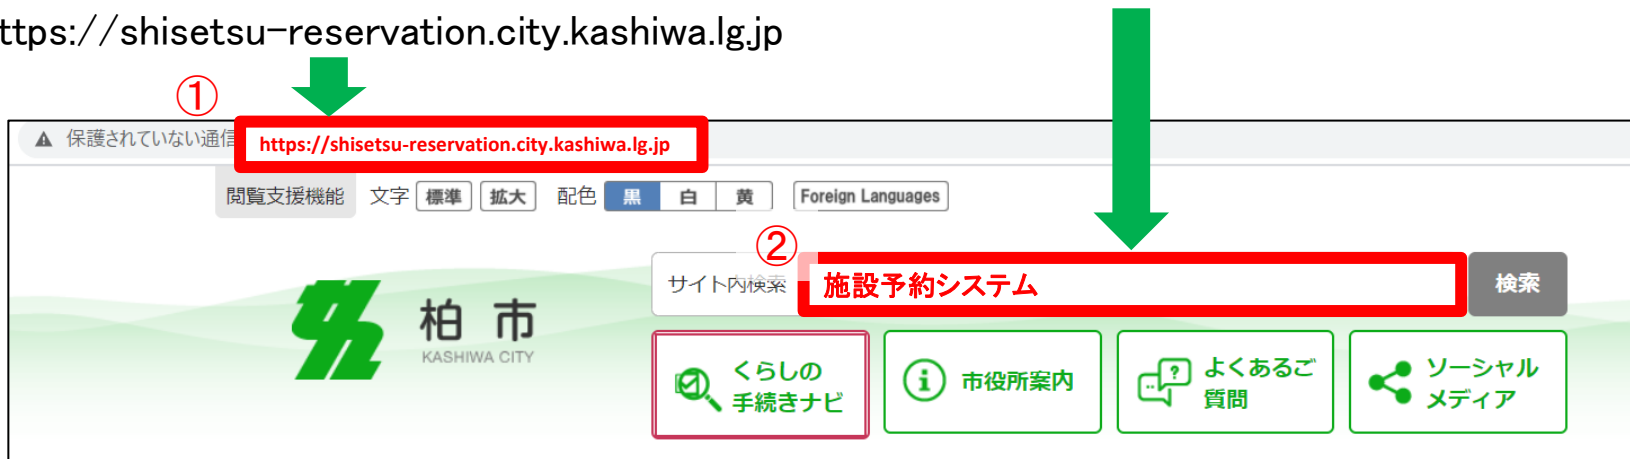 ttps://shisetsu-reservation.city.kashiwa.lg.jp
①
保護されていない通信 https://shisetsu-reservation.city.kashiwa.lg.jp
閲覧支援機能 文字 標準 拡大 配色 黒 白 黄 Foreign Languages
②
サイト内検索 施設予約システム 検索
柏市
KASHIWA CITY
くらしの
手続きナビ
市役所案内
よくあるご
質問
ソーシャル
メディア